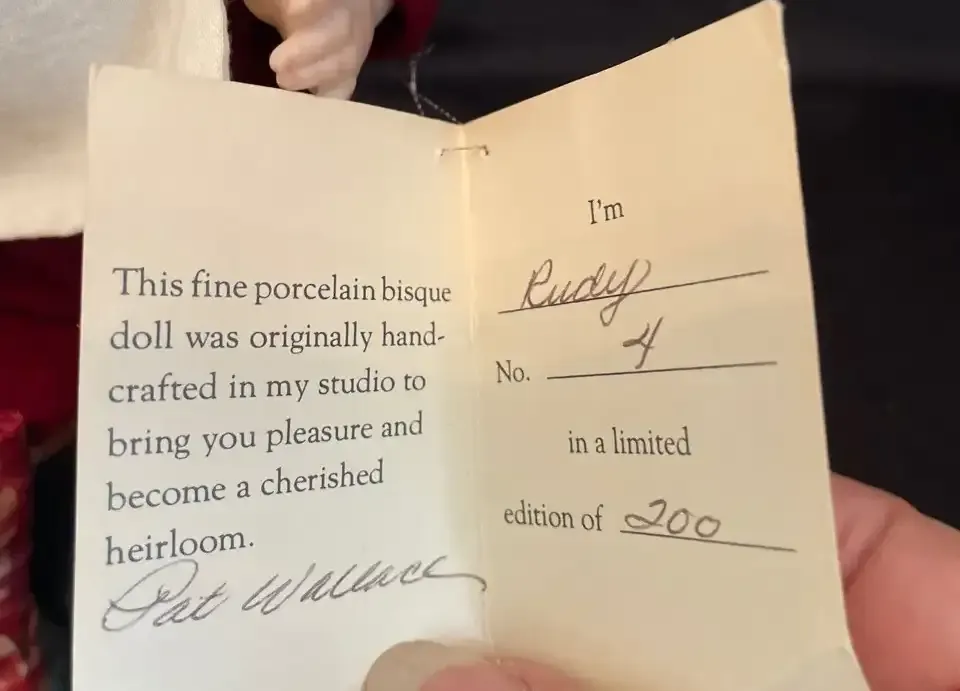 This fine porcelain bisque
doll was originally hand-
crafted in my studio to
bring you pleasure and
become a cherished
heirloom.
Pat Wallace
I'm
Rudy
No. 4
in a limited
edition of 200